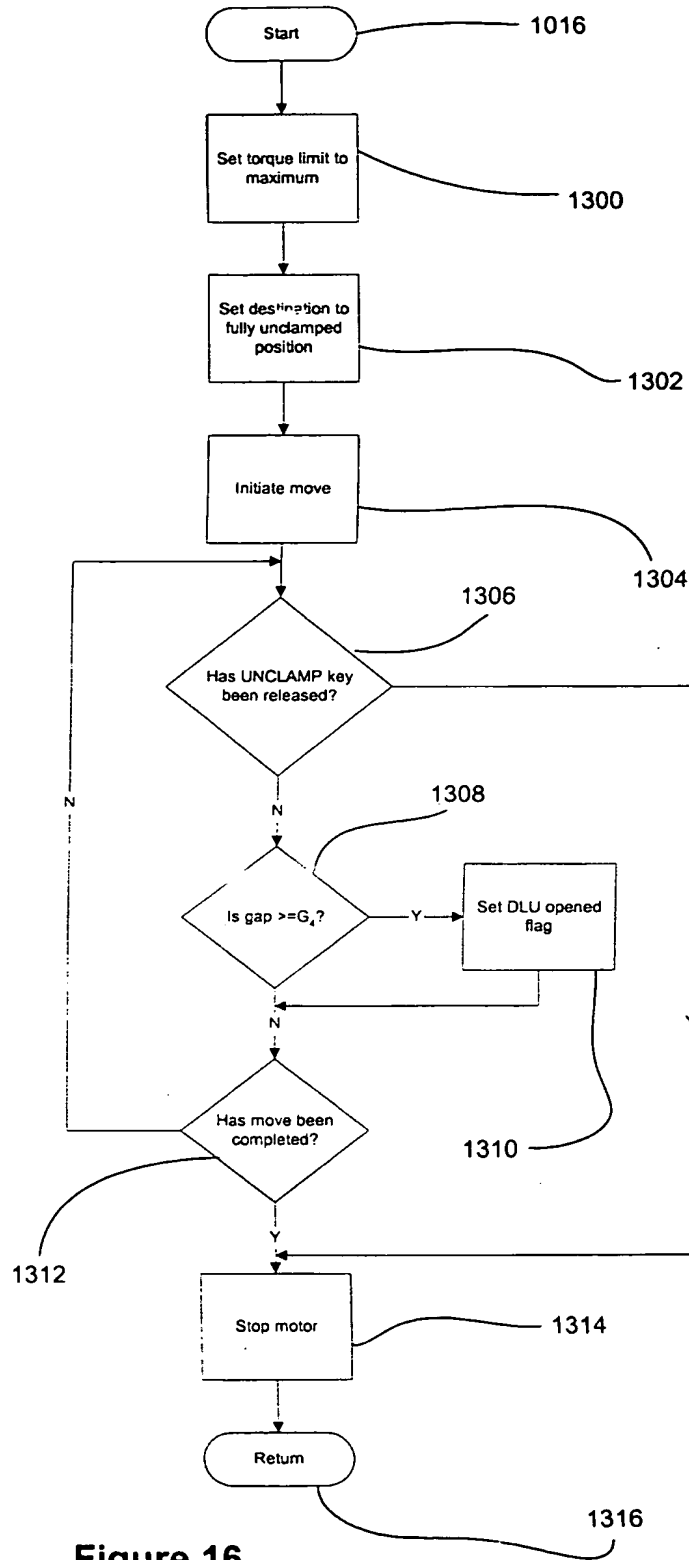 Start
1016
Set torque limit to
maximum
1300
Set destination to
fully unclamped
position
1302
Initiate move
1304
1306
Has UNCLAMP key
been released?
N
N
1308
Is gap >=G₄?
Y
Set DLU opened
flag
N
Y
1310
Has move been
completed?
1312
Y
Stop motor
1314
Return
1316
Figure 16